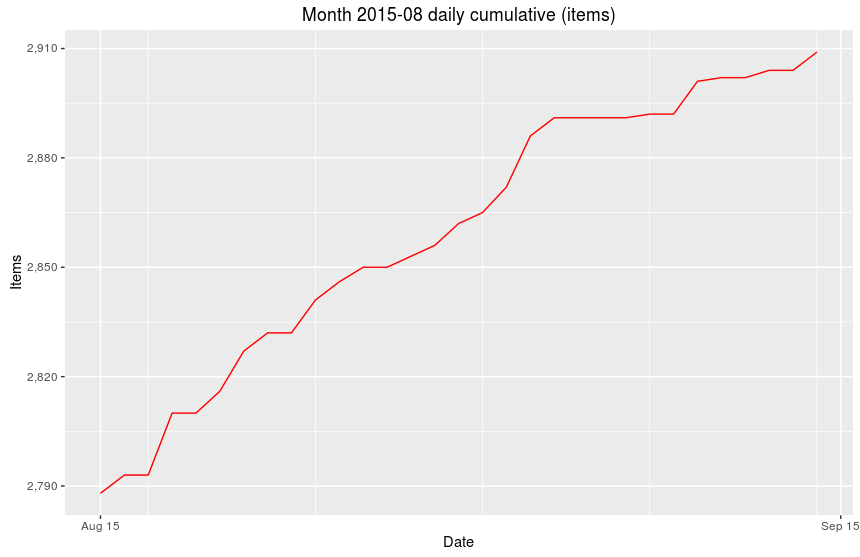 Month 2015-08 daily cumulative (items)
2,910
2,880
2,850
2,820
2,790
Items
Aug 15
Sep 15
Date